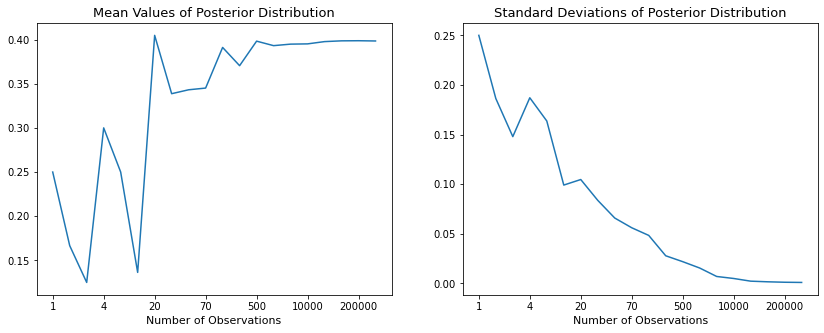 Mean Values of Posterior Distribution
0.40
0.35
0.30
0.25
0.20
0.15
1 4 20 70 500 10000 200000
Number of Observations
Standard Deviations of Posterior Distribution
0.25
0.20
0.15
0.10
0.05
0.00
1 4 20 70 500 10000 200000
Number of Observations